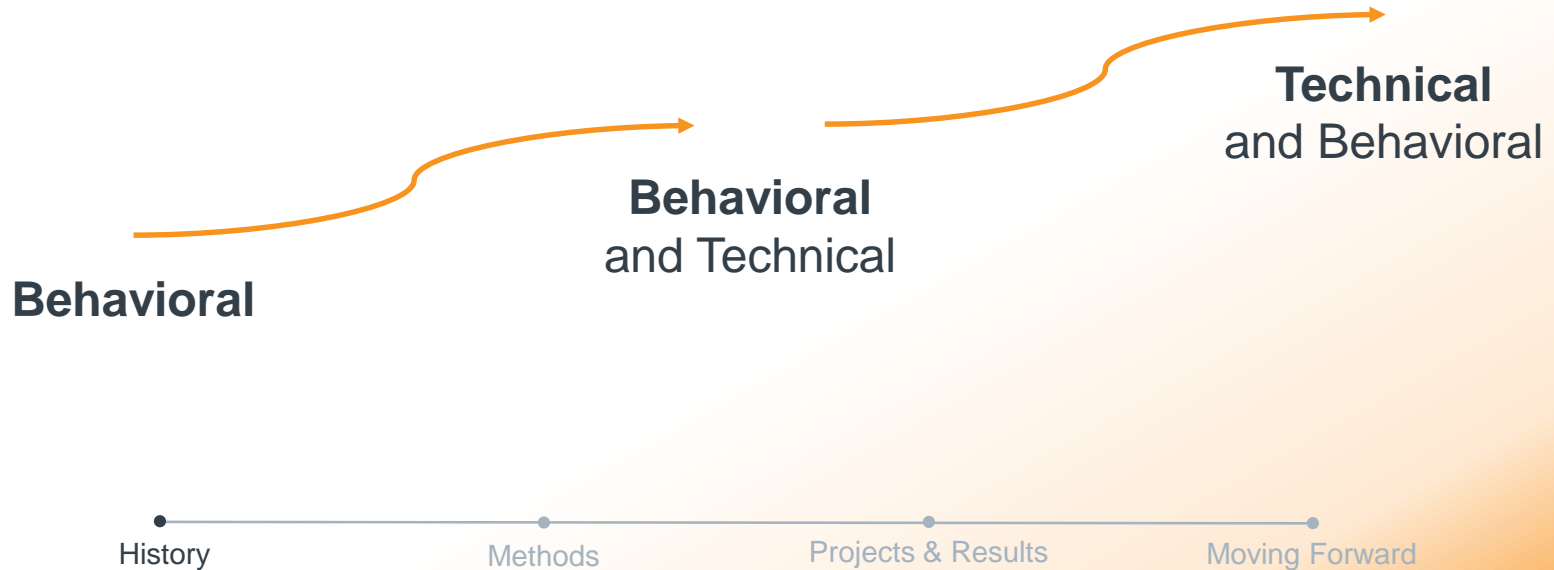 Behavioral
Behavioral
and Technical
Technical
and Behavioral
History
Methods
Projects & Results
Moving Forward